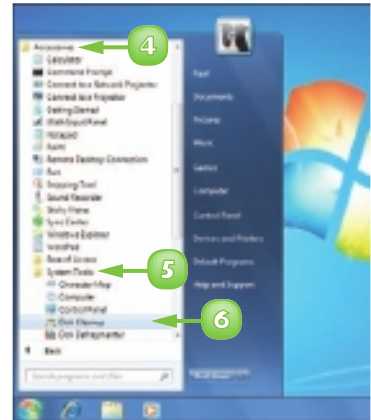 Accessories
4
Calculator
Command Prompt
Connect to a Network Projector
Connect to a Projector
Getting Started
Math Input Panel
Notepad
Paint
Remote Desktop Connection
Run
Snipping Tool
Sound Recorder
Sticky Notes
Sync Center
Windows Explorer
WordPad
Ease of Access
System Tools
5
Character Map
Computer
Control Panel
Disk Cleanup
6
Disk Defragmenter
Back
Search programs and files
Documents
Pictures
Music
Games
Computer
Control Panel
Devices and Printers
Default Programs
Help and Support